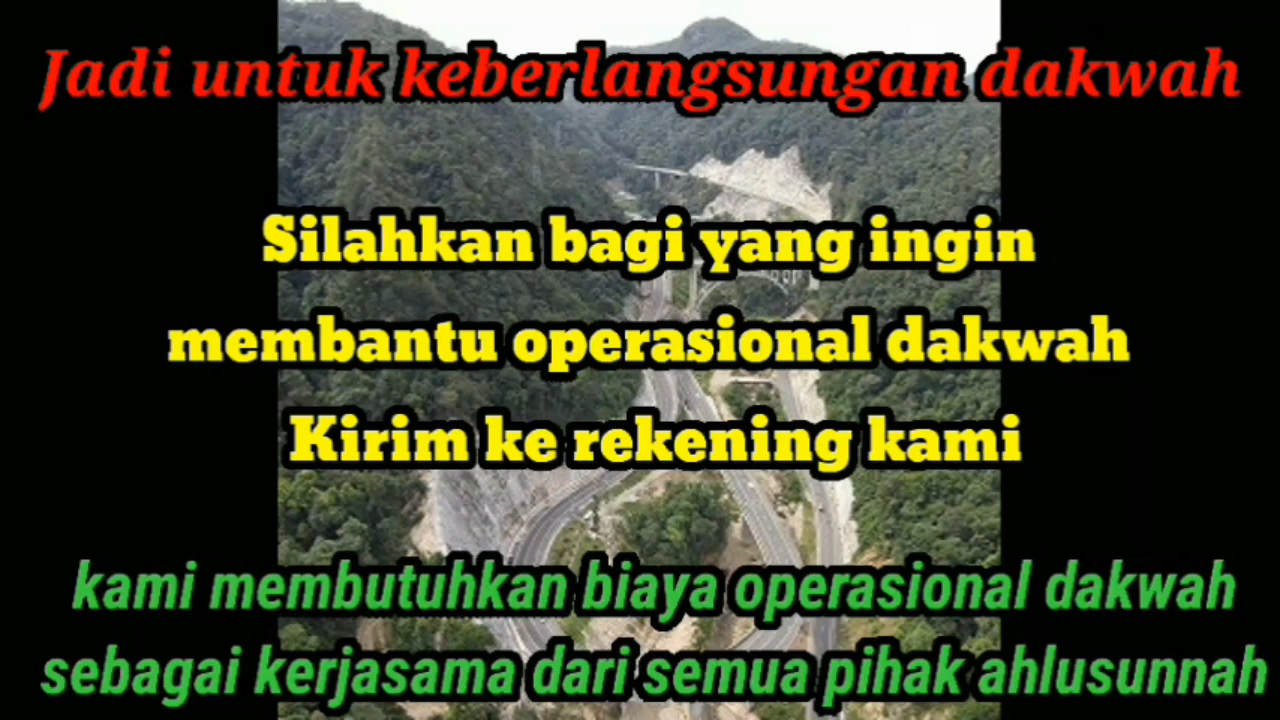 Jadi untuk keberlangsungan dakwah
Silahkan bagi yang ingin
membantu operasional dakwah
Kirim ke rekening kami
kami membutuhkan biaya operasional dakwah
sebagai kerjasama dari semua pihak ahlusunnah